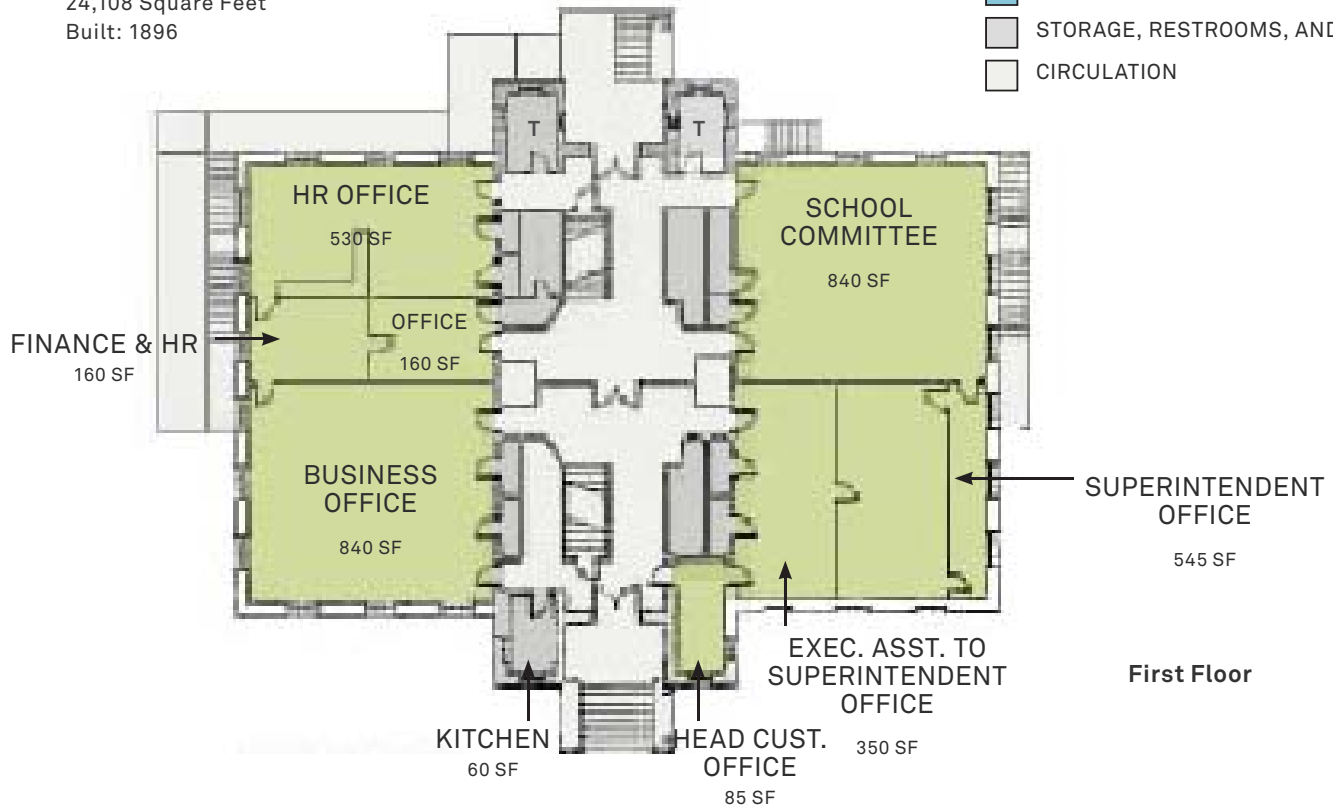 24,108 Square Feet
Built: 1896
STORAGE, RESTROOMS, AND
CIRCULATION
T
T
HR OFFICE
530 SF
SCHOOL
COMMITTEE
840 SF
OFFICE
160 SF
FINANCE & HR
160 SF
BUSINESS
OFFICE
840 SF
SUPERINTENDENT
OFFICE
545 SF
EXEC. ASST. TO
SUPERINTENDENT
OFFICE
350 SF
First Floor
KITCHEN
60 SF
HEAD CUST.
OFFICE
85 SF